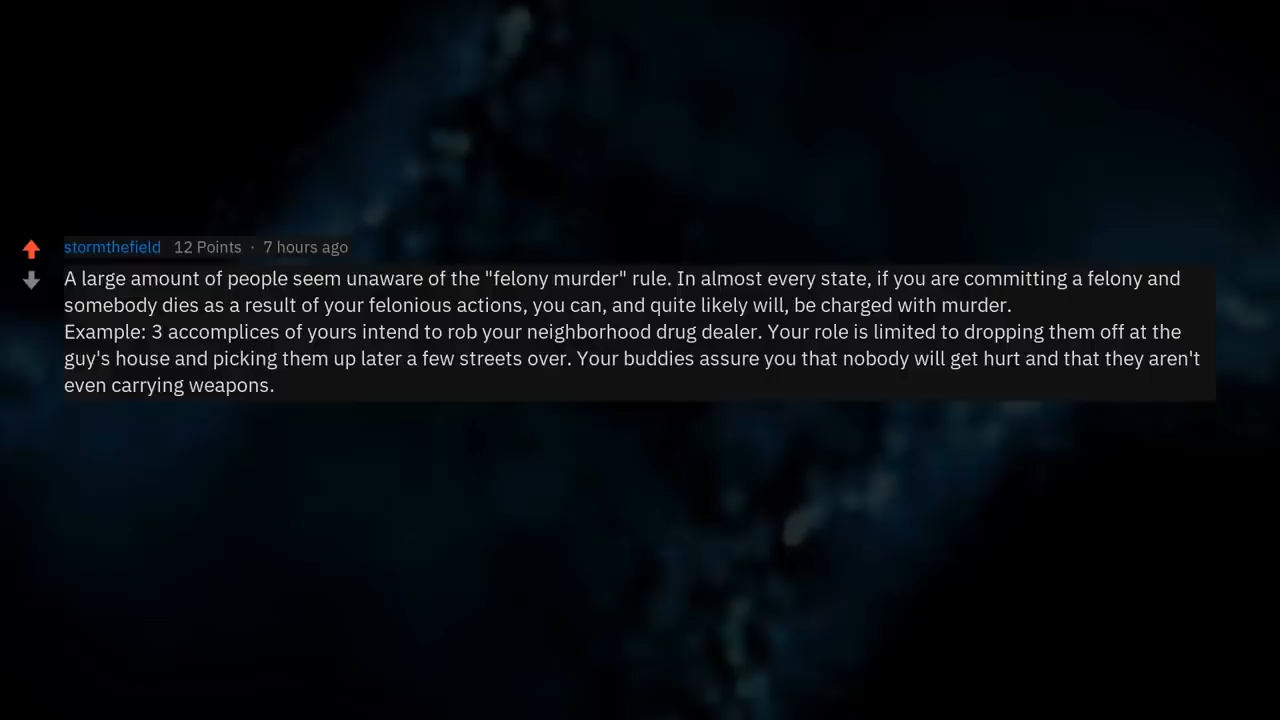 stormthefield 12 Points · 7 hours ago
A large amount of people seem unaware of the "felony murder" rule. In almost every state, if you are committing a felony and
somebody dies as a result of your felonious actions, you can, and quite likely will, be charged with murder.
Example: 3 accomplices of yours intend to rob your neighborhood drug dealer. Your role is limited to dropping them off at the
guy's house and picking them up later a few streets over. Your buddies assure you that nobody will get hurt and that they aren't
even carrying weapons.